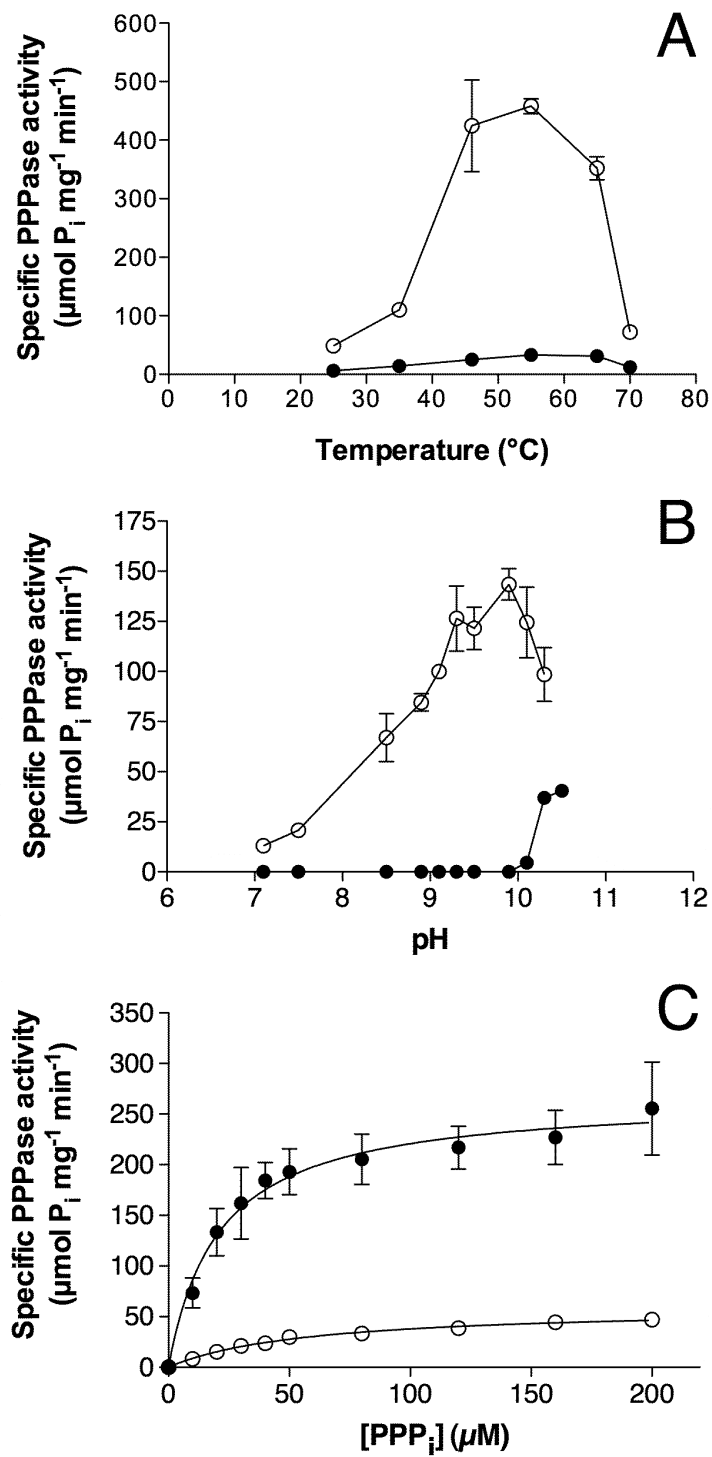 A
Specific PPPase activity
(µmol Pi mg-1 min-1)
600
500
400
300
200
100
0
0 10 20 30 40 50 60 70 80
Temperature (°C)
B
Specific PPPase activity
(µmol Pi mg-1 min-1)
175
150
125
100
75
50
25
0
6 7 8 9 10 11 12
pH
C
Specific PPPase activity
(µmol Pi mg-1 min-1)
350
300
250
200
150
100
50
0
0 50 100 150 200
[PPPi] (µM)